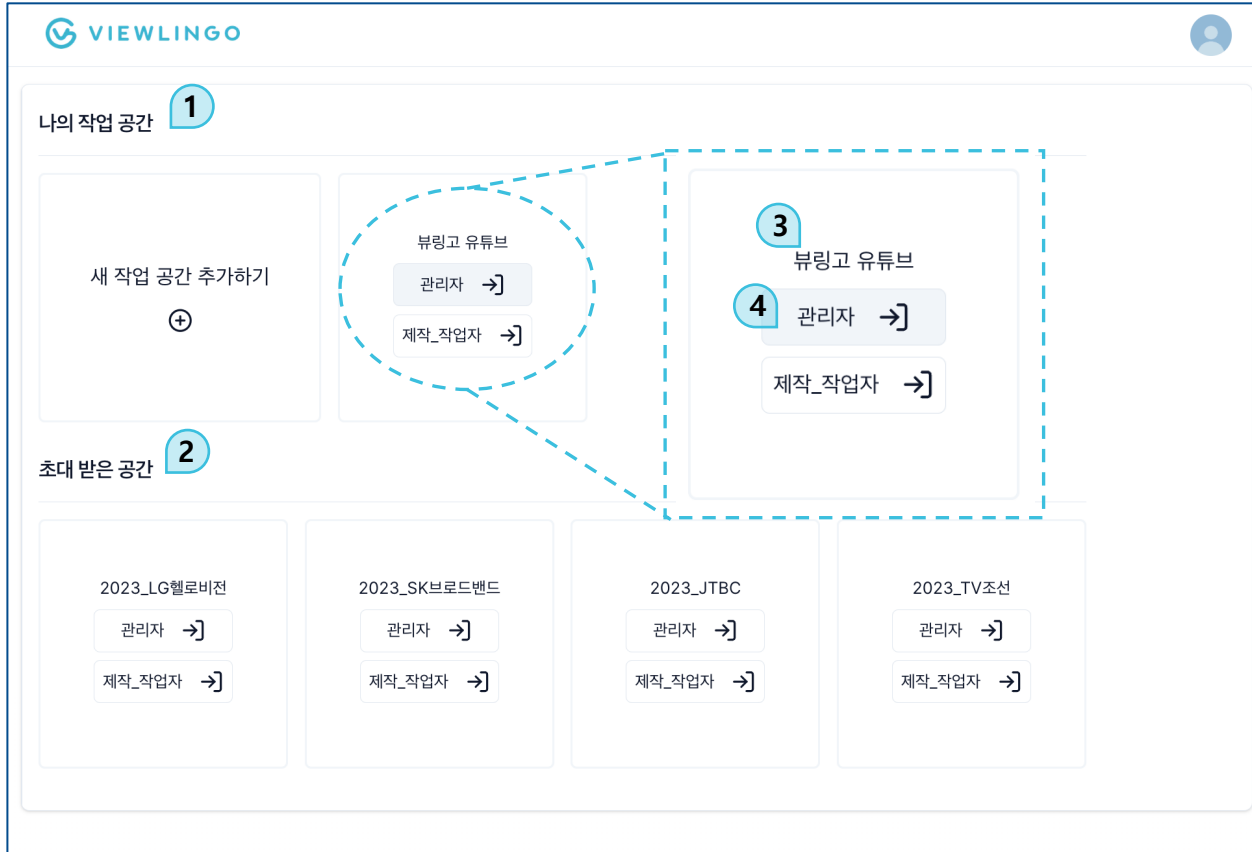 VIEWLINGO
1
나의 작업 공간
새 작업 공간 추가하기
뷰링고 유튜브
관리자
제작_작업자
3
뷰링고 유튜브
4
관리자
제작_작업자
2
초대 받은 공간
2023_LG헬로비전
관리자
제작_작업자
2023_SK브로드밴드
관리자
제작_작업자
2023_JTBC
관리자
제작_작업자
2023_TV조선
관리자
제작_작업자